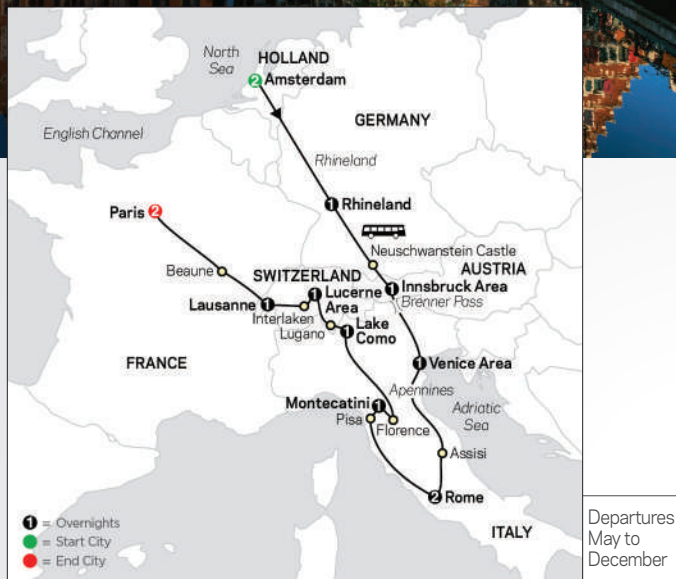 North
Sea
HOLLAND
2 Amsterdam
English Channel
GERMANY
Rhineland
1 Rhineland
Paris 2
Neuschwanstein Castle
AUSTRIA
Beaune
SWITZERLAND
1 Innsbruck Area
Brenner Pass
Lausanne 1
1 Lucerne
Area
Interlaken
Lugano
1 Lake
Como
1 Venice Area
FRANCE
Apennines
Adriatic
Sea
Montecatini 1
Pisa
Florence
Assisi
2 Rome
ITALY
1 = Overnights
= Start City
= End City
Departures
May to
December